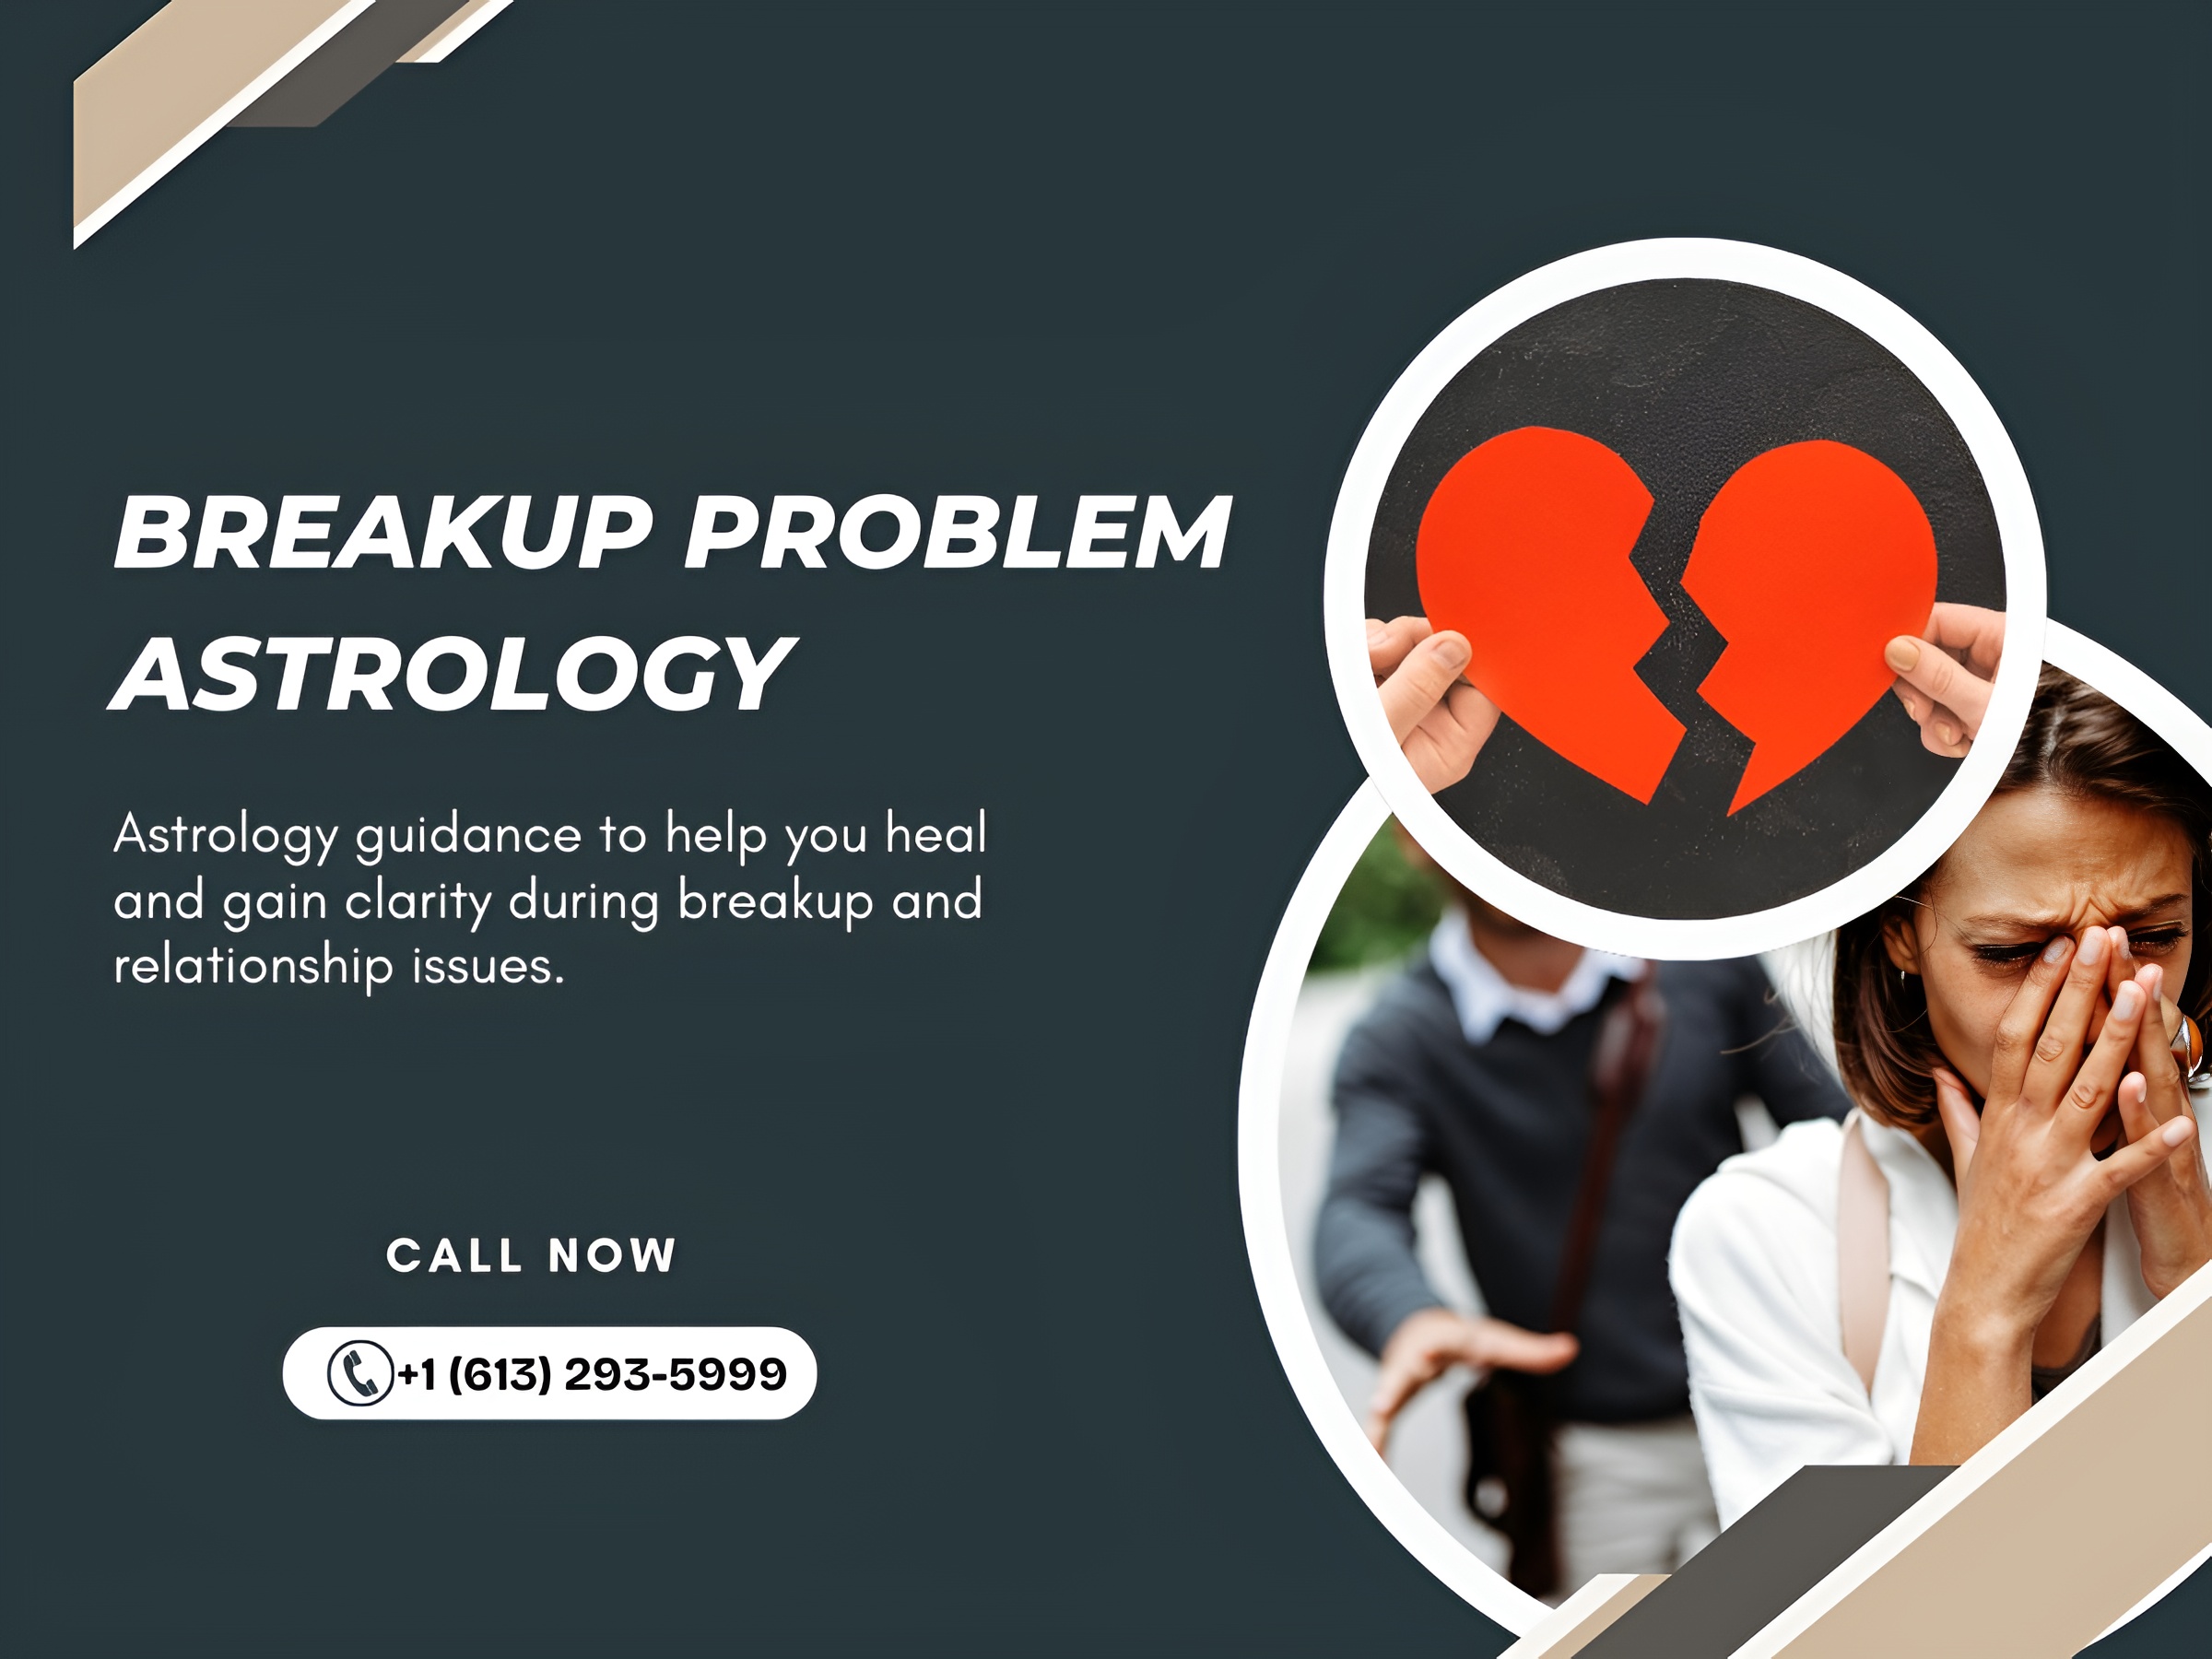 BREAKUP PROBLEM
ASTROLOGY
Astrology guidance to help you heal
and gain clarity during breakup and
relationship issues.
CALL NOW
+1 (613) 293-5999